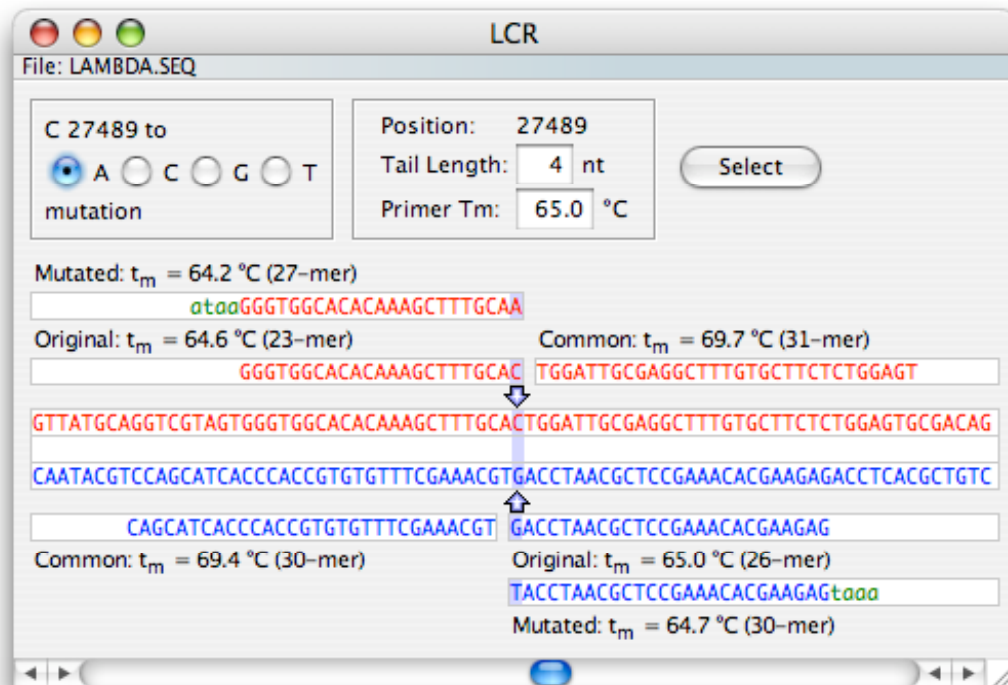 LCR
File: LAMBDA.SEQ
C 27489 to
A C G T
mutation
Position: 27489
Tail Length: 4 nt
Primer Tm: 65.0 °C
Select
Mutated: tm = 64.2 °C (27-mer)
ataaGGGTGGCACACAAAGCTTTGCAA
Original: tm = 64.6 °C (23-mer) Common: tm = 69.7 °C (31-mer)
GGGTGGCACACAAAGCTTTGCAC TGGATTGCGAGGCTTTGTGCTTCTCTGGAGT
GTTATGCAGGTCGTAGTGGGTGGCACACAAAGCTTTGCACTGGATTGCGAGGCTTTGTGCTTCTCTGGAGTGCGACAG
CAATACGTCCAGCATCACCCACCGTGTGTTTCGAAACGTGACCTAACGCTCCGAAACACGAAGAGACCTCACGCTGTC
CAGCATCACCCACCGTGTGTTTCGAAACGT GACCTAACGCTCCGAAACACGAAGAG
Common: tm = 69.4 °C (30-mer) Original: tm = 65.0 °C (26-mer)
TACCTAACGCTCCGAAACACGAAGAGtaaa
Mutated: tm = 64.7 °C (30-mer)